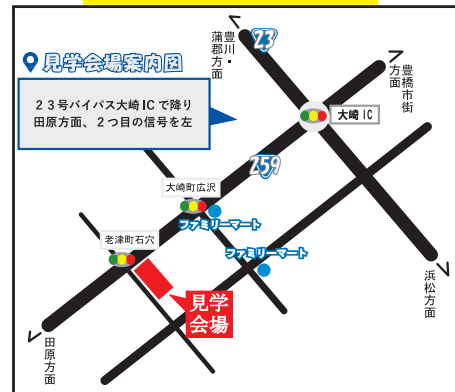 見学会場案内図
23号バイパス大崎ICで降り
田原方面、2つ目の信号を左
豊川・
蒲郡方面
23
豊橋市街
方面
大崎IC
259
大崎町広沢
ファミリーマート
老津町石穴
ファミリーマート
見学
会場
浜松方面
田原方面